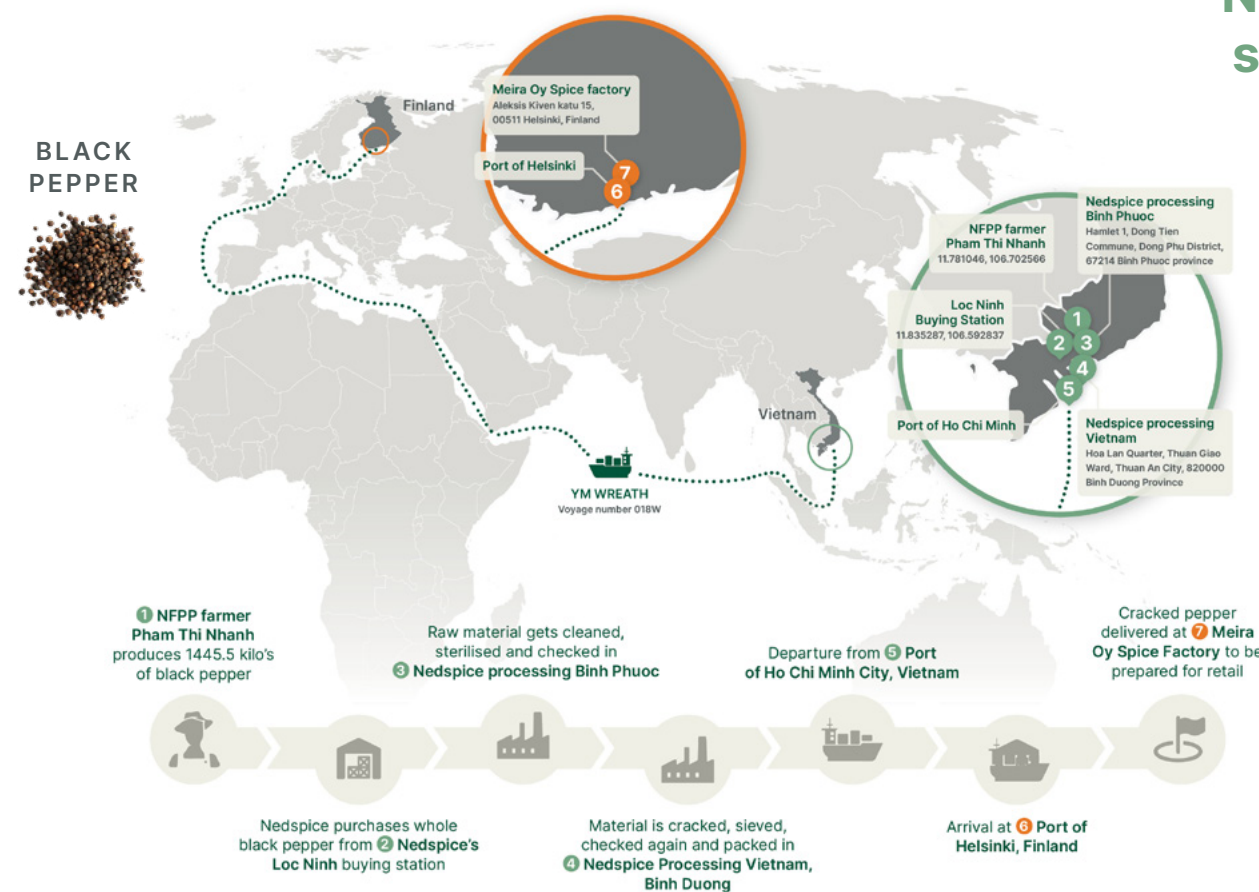 N
s
BLACK
PEPPER
Finland
Meira Oy Spice factory
Aleksis Kiven katu 15,
00511 Helsinki, Finland
Port of Helsinki
7
6
NFPP farmer
Pham Thi Nhanh
11.781046, 106.702566
Nedspice processing
Binh Phuoc
Hamlet 1, Dong Tien
Commune, Dong Phu District,
67214 Binh Phuoc province
Loc Ninh
Buying Station
11.835287, 106.592837
1
2
3
4
5
Port of Ho Chi Minh
Nedspice processing
Vietnam
Hoa Lan Quarter, Thuan Giao
Ward, Thuan An City, 820000
Binh Duong Province
Vietnam
YM WREATH
Voyage number 018W
1 NFPP farmer
Pham Thi Nhanh
produces 1445.5 kilo's
of black pepper
Nedspice purchases whole
black pepper from 2 Nedspice's
Loc Ninh buying station
Raw material gets cleaned,
sterilised and checked in
3 Nedspice processing Binh Phuoc
Material is cracked, sieved,
checked again and packed in
4 Nedspice Processing Vietnam,
Binh Duong
Departure from 5 Port
of Ho Chi Minh City, Vietnam
Arrival at 6 Port of
Helsinki, Finland
Cracked pepper
delivered at 7 Meira
Oy Spice Factory to be
prepared for retail